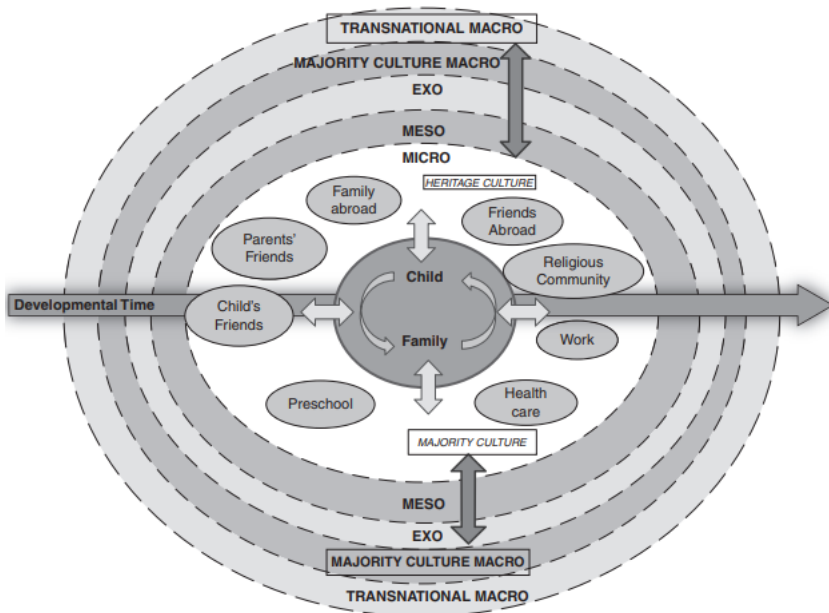 TRANSNATIONAL MACRO
MAJORITY CULTURE MACRO
EXO
MESO
MICRO
HERITAGE CULTURE
Family
abroad
Friends
Abroad
Parents'
Friends
Religious
Community
Child
Developmental Time
Child's
Friends
Family
Work
Preschool
Health
care
MAJORITY CULTURE
MESO
EXO
MAJORITY CULTURE MACRO
TRANSNATIONAL MACRO